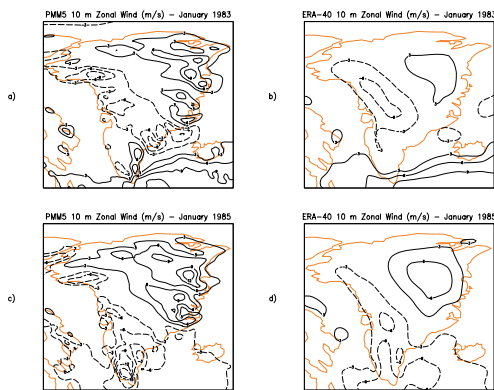 PMM5 10 m Zonal Wind (m/s) – January 1983
ERA-40 10 m Zonal Wind (m/s) – January 1983
a)
b)
PMM5 10 m Zonal Wind (m/s) – January 1985
ERA-40 10 m Zonal Wind (m/s) – January 1985
c)
d)